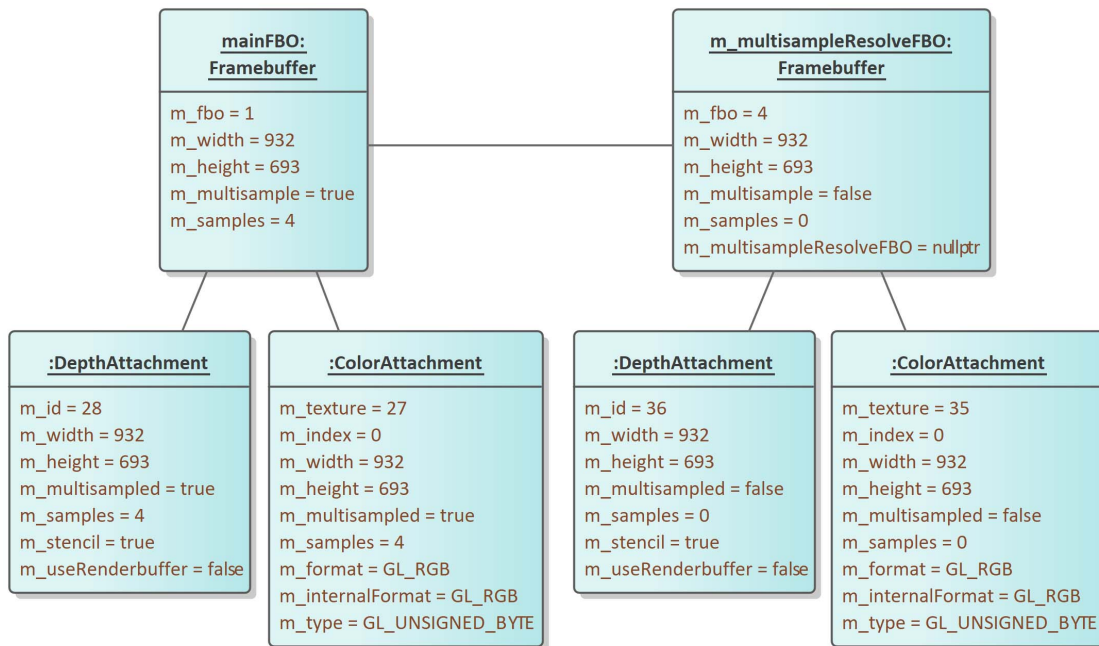 mainFBO:
Framebuffer
m_fbo = 1
m_width = 932
m_height = 693
m_multisample = true
m_samples = 4
m_multisampleResolveFBO:
Framebuffer
m_fbo = 4
m_width = 932
m_height = 693
m_multisample = false
m_samples = 0
m_multisampleResolveFBO = nullptr
:DepthAttachment
m_id = 28
m_width = 932
m_height = 693
m_multisampled = true
m_samples = 4
m_stencil = true
m_useRenderbuffer = false
:ColorAttachment
m_texture = 27
m_index = 0
m_width = 932
m_height = 693
m_multisampled = true
m_samples = 4
m_format = GL_RGB
m_internalFormat = GL_RGB
m_type = GL_UNSIGNED_BYTE
:DepthAttachment
m_id = 36
m_width = 932
m_height = 693
m_multisampled = false
m_samples = 0
m_stencil = true
m_useRenderbuffer = false
:ColorAttachment
m_texture = 35
m_index = 0
m_width = 932
m_height = 693
m_multisampled = false
m_samples = 0
m_format = GL_RGB
m_internalFormat = GL_RGB
m_type = GL_UNSIGNED_BYTE